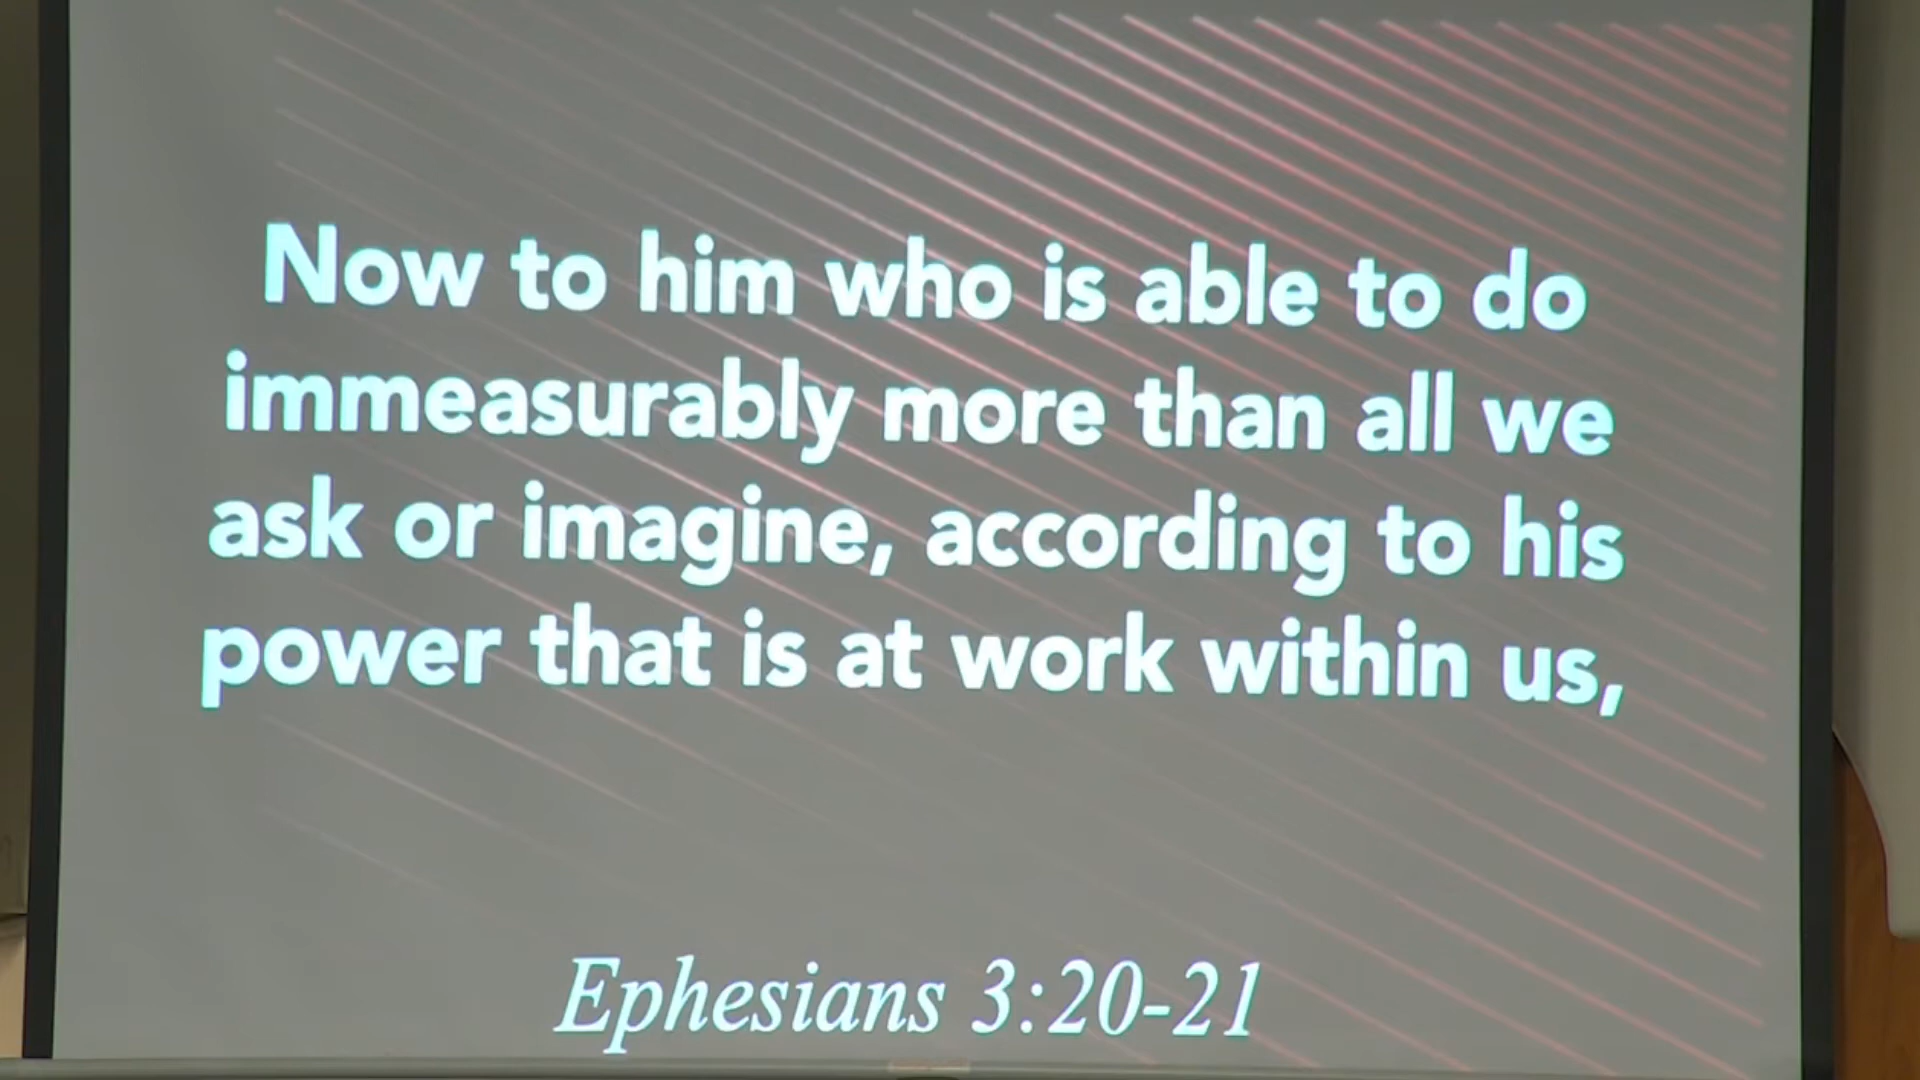 Now to him who is able to do
immeasurably more than all we
ask or imagine, according to his
power that is at work within us,
Ephesians 3:20-21